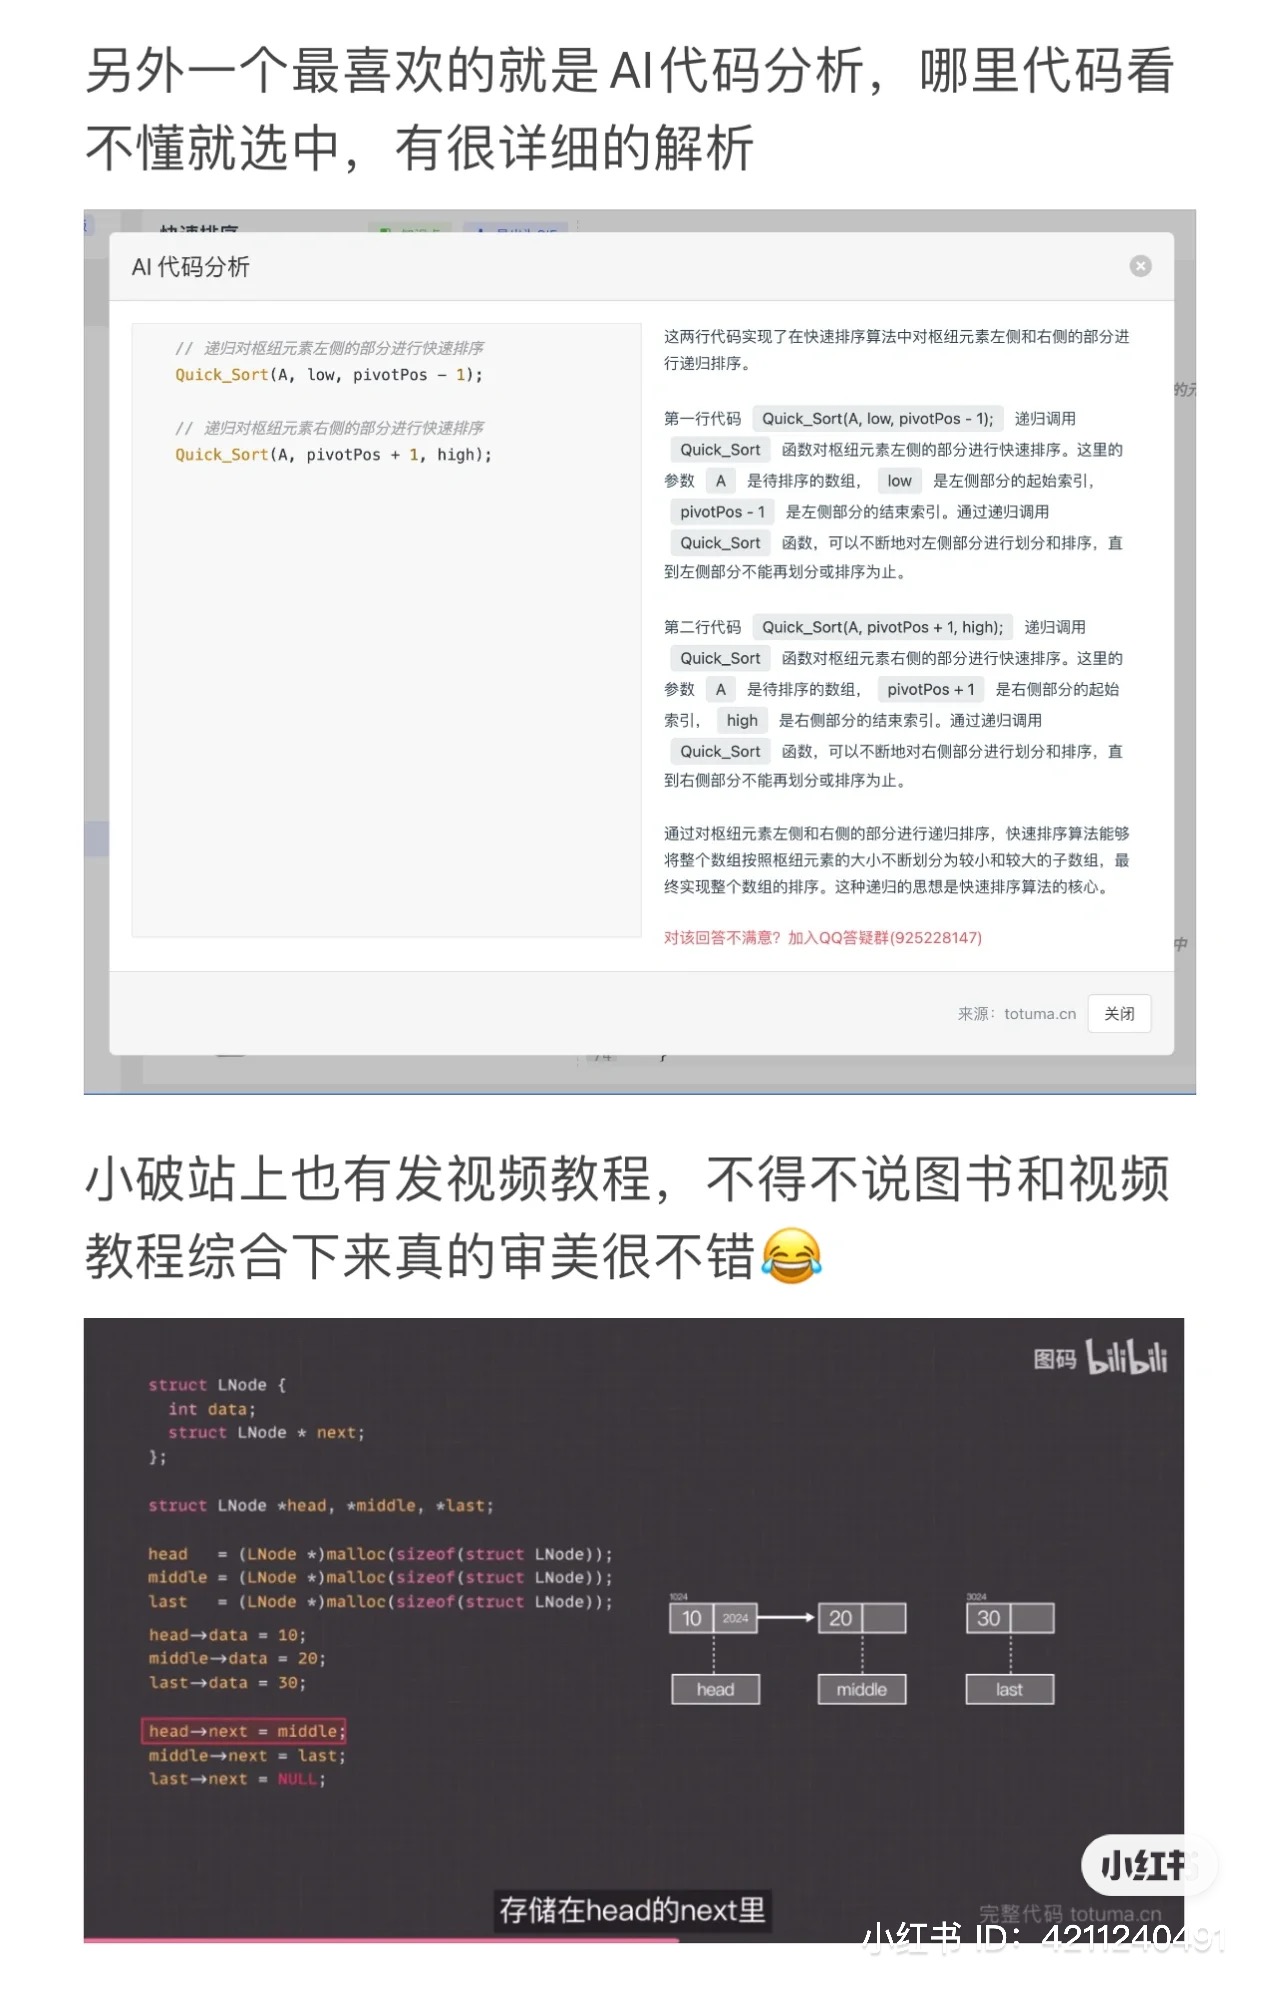 另外一个最喜欢的就是AI代码分析，哪里代码看
不懂就选中，有很详细的解析
快速排序
AI 代码分析
// 递归对枢纽元素左侧的部分进行快速排序
Quick_Sort(A, low, pivotPos - 1);
// 递归对枢纽元素右侧的部分进行快速排序
Quick_Sort(A, pivotPos + 1, high);
这两行代码实现了在快速排序算法中对枢纽元素左侧和右侧的部分进
行递归排序。
第一行代码 Quick_Sort(A, low, pivotPos - 1); 递归调用
Quick_Sort 函数对枢纽元素左侧的部分进行快速排序。这里的
参数 A 是待排序的数组， low 是左侧部分的起始索引，
pivotPos - 1 是左侧部分的结束索引。通过递归调用
Quick_Sort 函数，可以不断地对左侧部分进行划分和排序，直
到左侧部分不能再划分或排序为止。
第二行代码 Quick_Sort(A, pivotPos + 1, high); 递归调用
Quick_Sort 函数对枢纽元素右侧的部分进行快速排序。这里的
参数 A 是待排序的数组， pivotPos + 1 是右侧部分的起始
索引， high 是右侧部分的结束索引。通过递归调用
Quick_Sort 函数，可以不断地对右侧部分进行划分和排序，直
到右侧部分不能再划分或排序为止。
通过对枢纽元素左侧和右侧的部分进行递归排序，快速排序算法能够
将整个数组按照枢纽元素的大小不断划分为较小和较大的子数组，最
终实现整个数组的排序。这种递归的思想是快速排序算法的核心。
对该回答不满意？加入QQ答疑群(925228147)
的元
中
来源：totuma.cn 关闭
74 }
小破站上也有发视频教程，不得不说图书和视频
教程综合下来真的审美很不错😂
图码 bilibili
struct LNode {
int data;
struct LNode * next;
};
struct LNode *head, *middle, *last;
head = (LNode *)malloc(sizeof(struct LNode));
middle = (LNode *)malloc(sizeof(struct LNode));
last = (LNode *)malloc(sizeof(struct LNode));
head→data = 10;
middle→data = 20;
last→data = 30;
head→next = middle;
middle→next = last;
last→next = NULL;
1024 3024
10 2024 20 30
head middle last
存储在head的next里
小红书
完整代码 totuma.cn
小红书 ID：4211240491